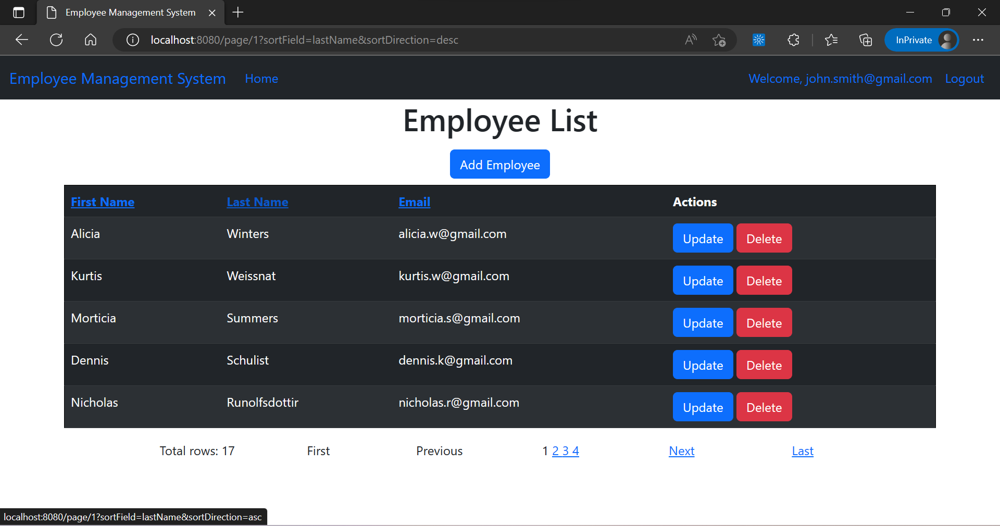 Employee Management System
localhost:8080/page/1?sortField=lastName&sortDirection=desc
InPrivate
Employee Management System Home Welcome, john.smith@gmail.com Logout
Employee List
Add Employee
First Name Last Name Email Actions
Alicia Winters alicia.w@gmail.com Update Delete
Kurtis Weissnat kurtis.w@gmail.com Update Delete
Morticia Summers morticia.s@gmail.com Update Delete
Dennis Schulist dennis.k@gmail.com Update Delete
Nicholas Runolfsdottir nicholas.r@gmail.com Update Delete
Total rows: 17 First Previous 1 2 3 4 Next Last
localhost:8080/page/1?sortField=lastName&sortDirection=asc